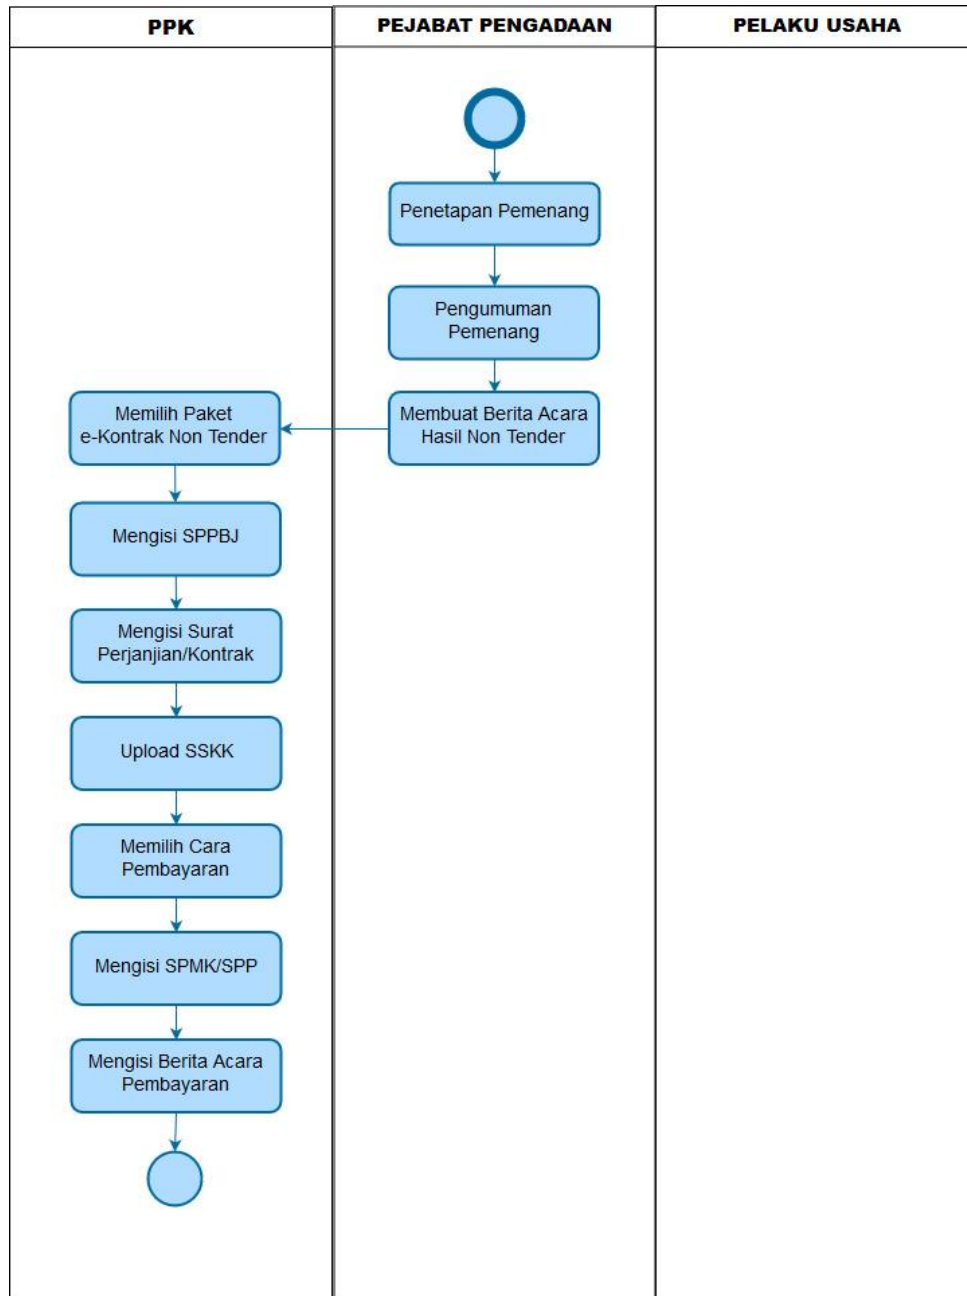 PPK
PEJABAT PENGADAAN
PELAKU USAHA
Penetapan Pemenang
Pengumuman
Pemenang
Membuat Berita Acara
Hasil Non Tender
Memilih Paket
e-Kontrak Non Tender
Mengisi SPPBJ
Mengisi Surat
Perjanjian/Kontrak
Upload SSKK
Memilih Cara
Pembayaran
Mengisi SPMK/SPP
Mengisi Berita Acara
Pembayaran